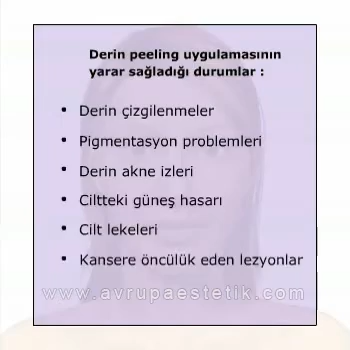 Derin peeling uygulamasının
yarar sağladığı durumlar :
• Derin çizgilenmeler
• Pigmentasyon problemleri
• Derin akne izleri
• Ciltteki güneş hasarı
• Cilt lekeleri
• Kansere öncülük eden lezyonlar
www.avrupaestetik.com